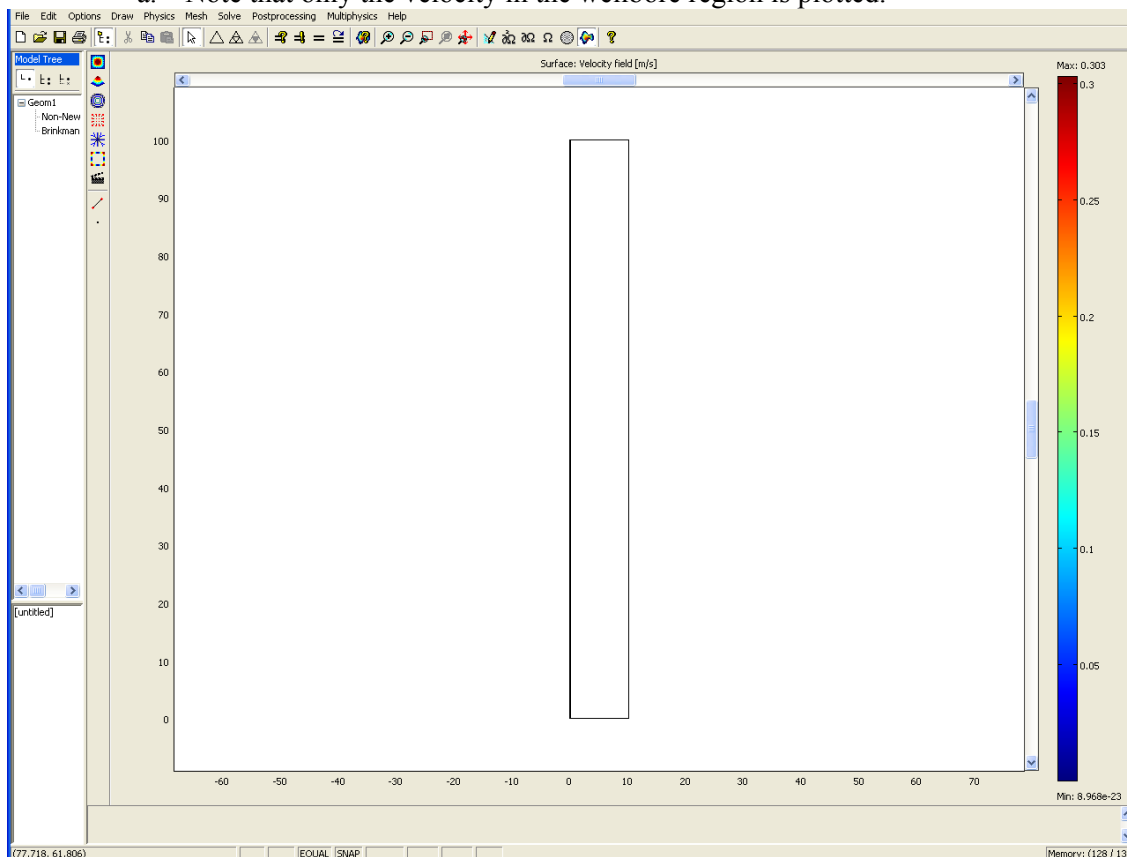 a. Note that only the velocity in the wellbore region is plotted.
File Edit Options Draw Physics Mesh Solve Postprocessing Multiphysics Help
Model Tree
Surface: Velocity field [m/s]
Max: 0.303
Geom1
Non-New
Brinkman
100
90
80
70
60
50
40
30
20
10
0
0.3
0.25
0.2
0.15
0.1
0.05
[untitled]
-60 -50 -40 -30 -20 -10 0 10 20 30 40 50 60 70
Min: 8.968e-23
(77.718, 61.806)
EQUAL SNAP
Memory: (128 / 13